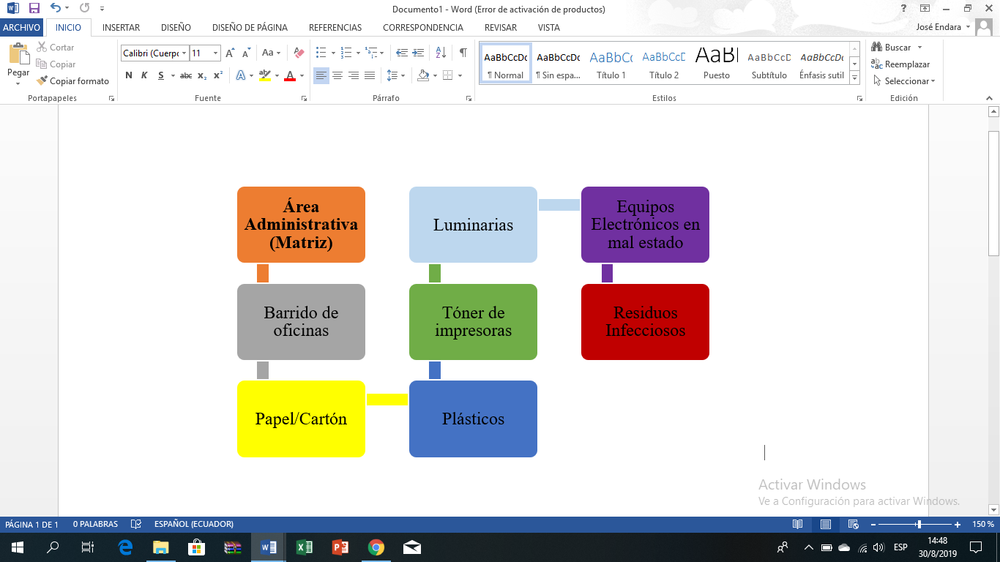 Documento1 - Word (Error de activación de productos)
ARCHIVO INICIO INSERTAR DISEÑO DISEÑO DE PÁGINA REFERENCIAS CORRESPONDENCIA REVISAR VISTA José Endara
Pegar
Cortar
Copiar
Copiar formato
Portapapeles
Calibri (Cuerpo 11
N K S abc x₂ x²
Fuente
Párrafo
AaBbCcDc AaBbCcDc AaBbCc AaBbCcD AaB AaBbCcD AaBbCcDc
¶ Normal ¶ Sin espa... Título 1 Título 2 Puesto Subtítulo Énfasis sutil
Estilos
Buscar
Reemplazar
Seleccionar
Edición
Área
Administrativa
(Matriz)
Barrido de
oficinas
Papel/Cartón
Plásticos
Tóner de
impresoras
Luminarias
Equipos
Electrónicos en
mal estado
Residuos
Infecciosos
Activar Windows
Ve a Configuración para activar Windows.
PÁGINA 1 DE 1 0 PALABRAS ESPAÑOL (ECUADOR) 150 %
ESP
14:48
30/8/2019